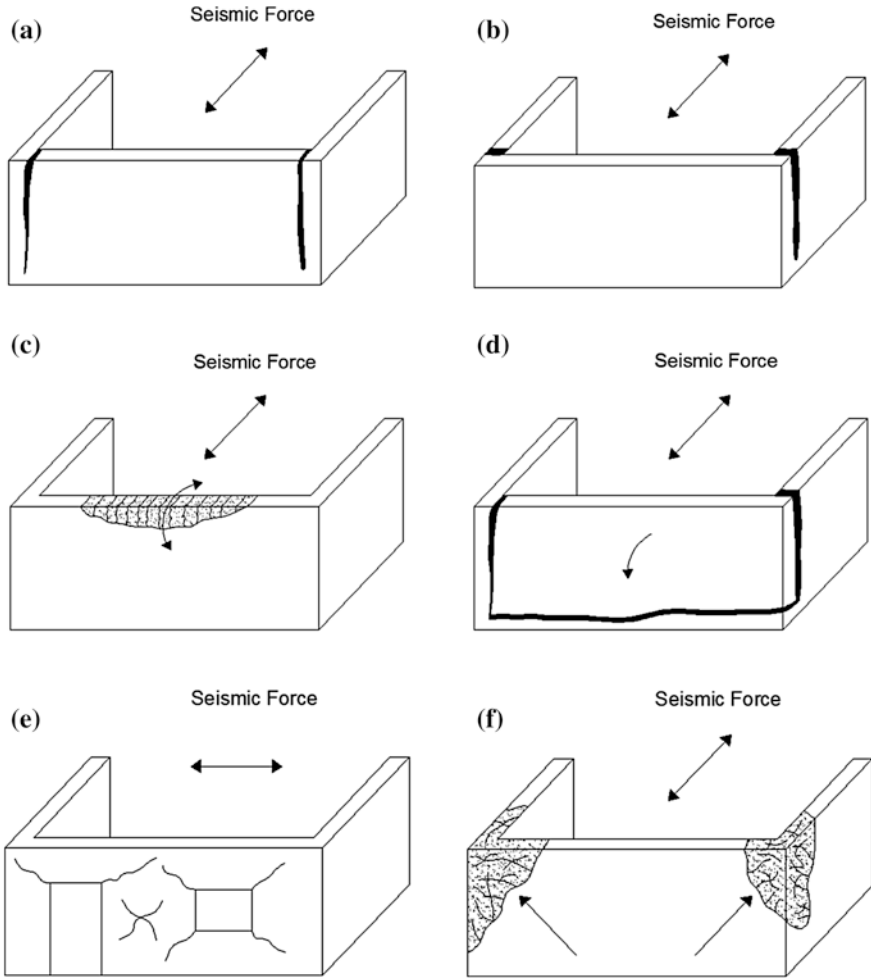 (a)
Seismic Force
(b)
Seismic Force
(c)
Seismic Force
(d)
Seismic Force
(e)
Seismic Force
(f)
Seismic Force